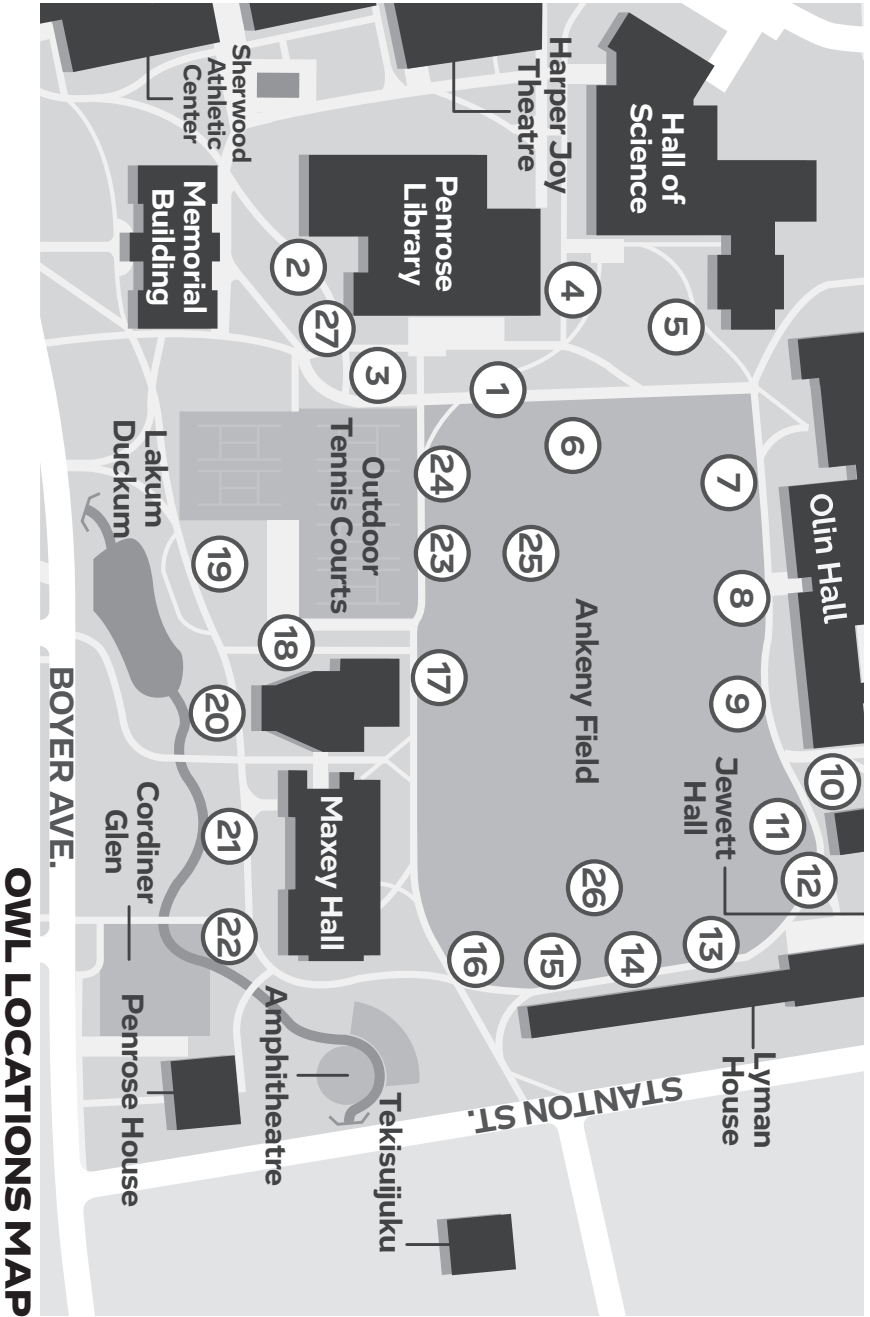 Sherwood
Athletic
Center
Harper Joy
Theatre
Hall of
Science
Memorial
Building
Penrose
Library
2
27
3
4
5
1
6
7
Olin Hall
8
9
10
11
12
13
14
15
16
17
18
19
20
21
22
23
24
25
26
Lakum
Duckum
Outdoor
Tennis Courts
Ankeny Field
Jewett
Hall
Maxey Hall
Cordiner
Glen
BOYER AVE.
Penrose House
Amphitheatre
Tekisuijuku
Lyman
House
STANTON ST.
OWL LOCATIONS MAP